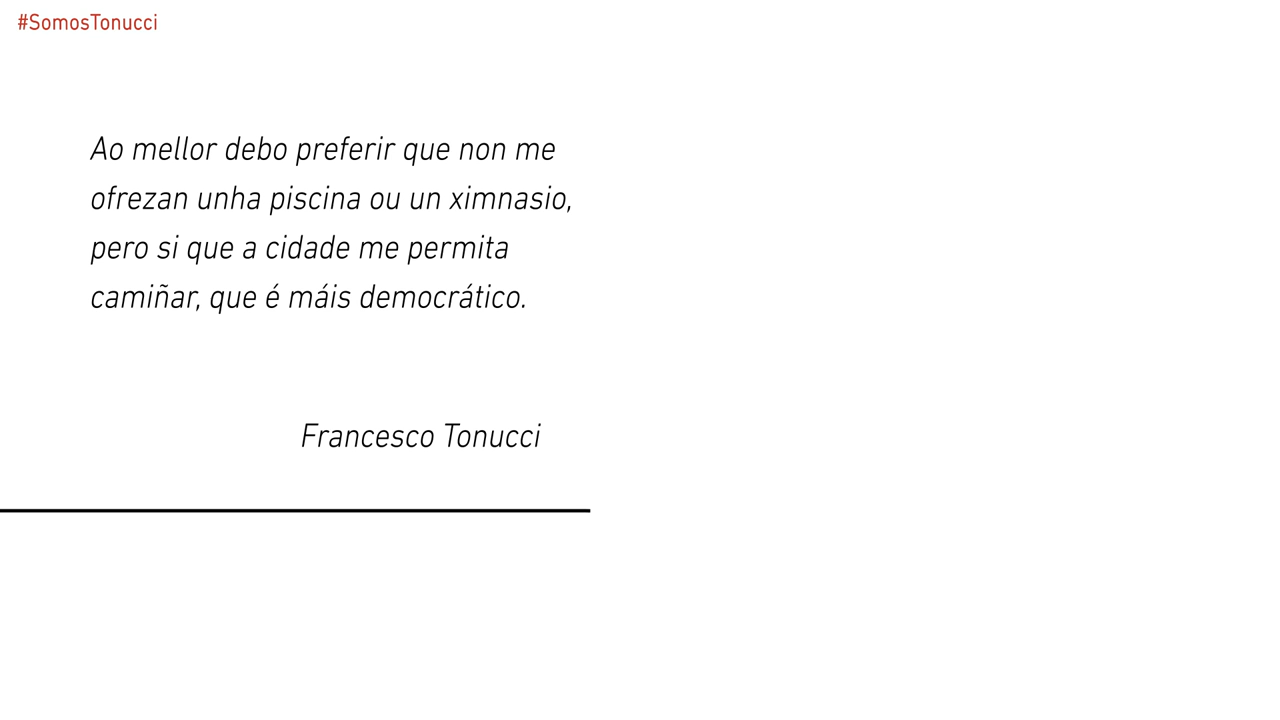 #SomosTonucci
Ao mellor debo preferir que non me
ofrezan unha piscina ou un ximnasio,
pero si que a cidade me permita
camiñar, que é máis democrático.
Francesco Tonucci